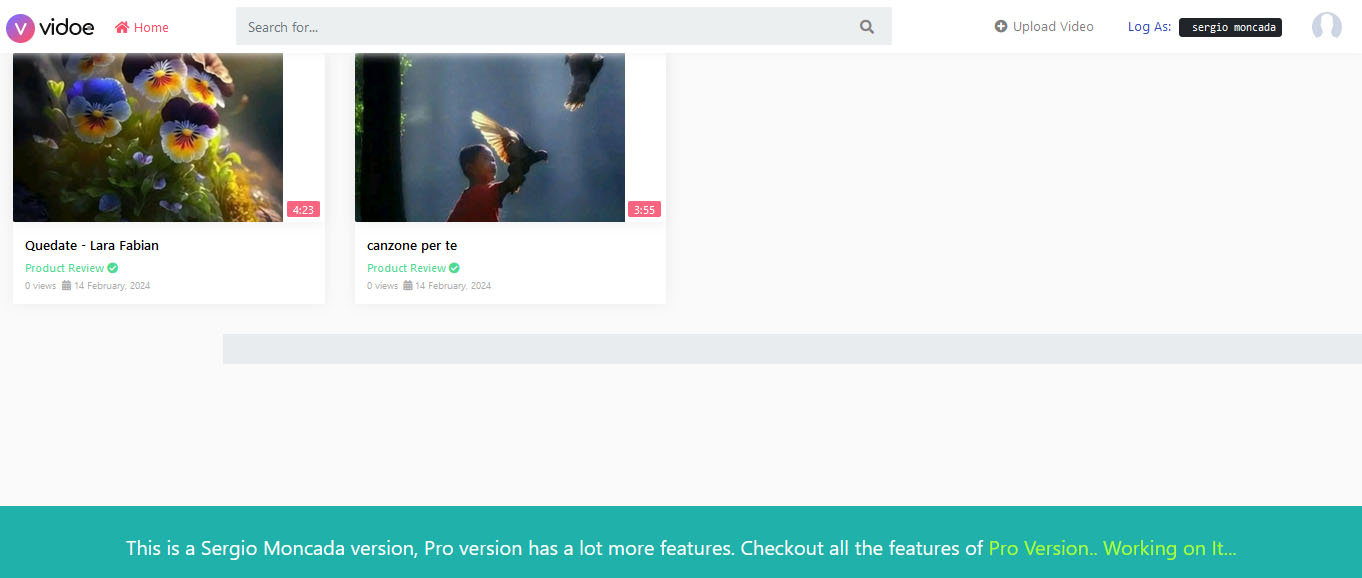 V vidoe Home Search for... Upload Video Log As: sergio moncada
4:23 3:55
Quedate - Lara Fabian
Product Review
0 views 14 February, 2024
canzone per te
Product Review
0 views 14 February, 2024
This is a Sergio Moncada version, Pro version has a lot more features. Checkout all the features of Pro Version.. Working on It...